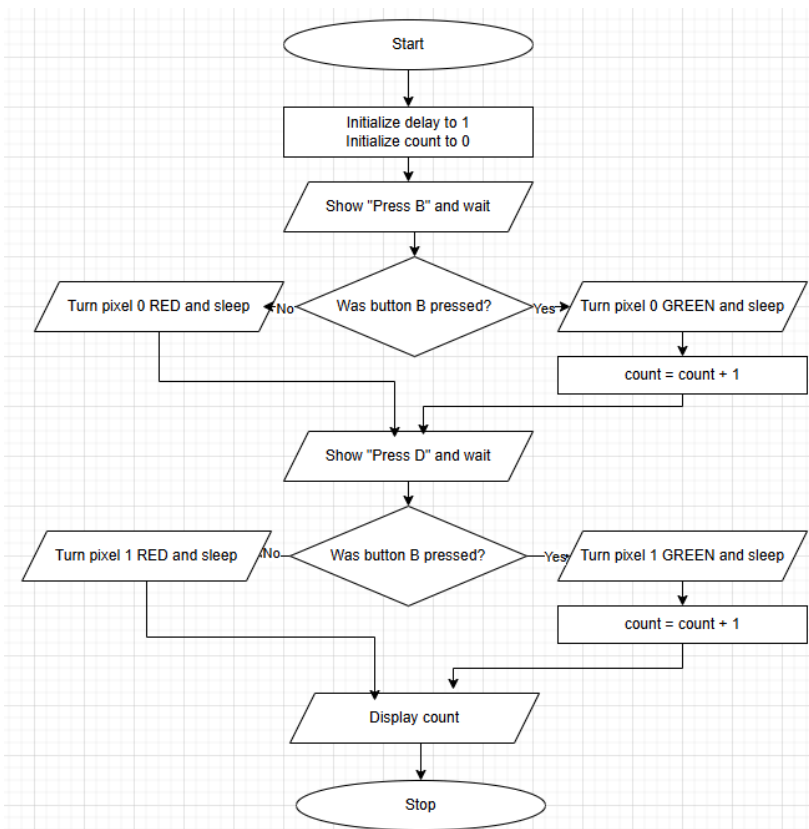 Start
Initialize delay to 1
Initialize count to 0
Show "Press B" and wait
Turn pixel 0 RED and sleep
No
Was button B pressed?
Yes
Turn pixel 0 GREEN and sleep
count = count + 1
Show "Press D" and wait
Turn pixel 1 RED and sleep
No
Was button B pressed?
Yes
Turn pixel 1 GREEN and sleep
count = count + 1
Display count
Stop